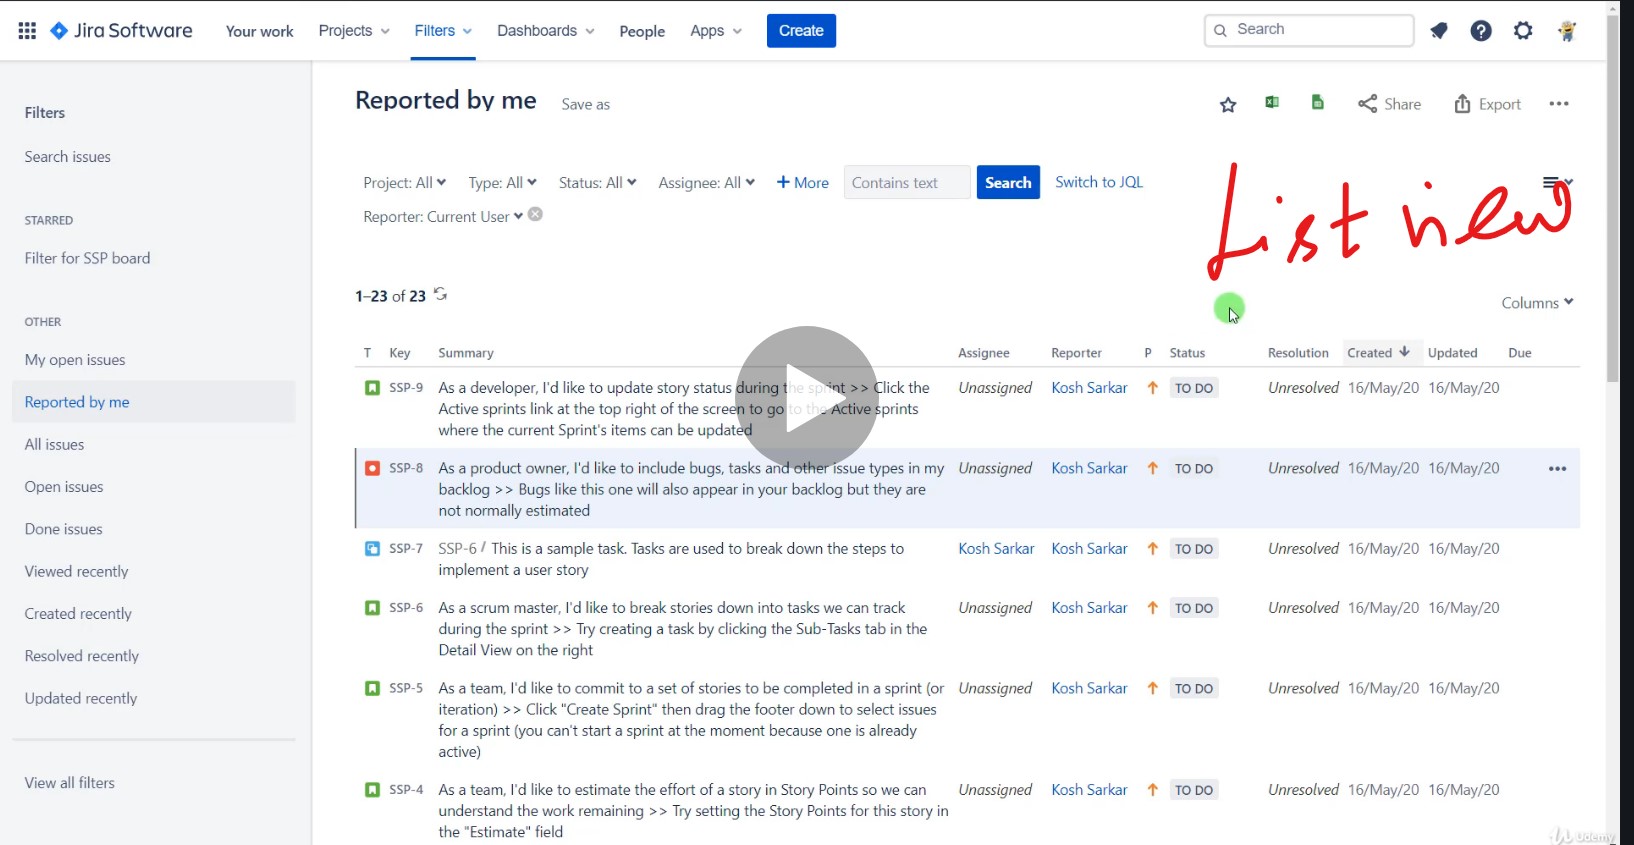 Jira Software Your work Projects Filters Dashboards People Apps Create Search
Filters
Search issues
STARRED
Filter for SSP board
OTHER
My open issues
Reported by me
All issues
Open issues
Done issues
Viewed recently
Created recently
Resolved recently
Updated recently
View all filters
Reported by me Save as Share Export
Project: All Type: All Status: All Assignee: All + More Contains text Search Switch to JQL
Reporter: Current User
List view
1–23 of 23
Columns
T Key Summary Assignee Reporter P Status Resolution Created Updated Due
SSP-9 As a developer, I'd like to update story status during the sprint >> Click the Unassigned Kosh Sarkar TO DO Unresolved 16/May/20 16/May/20
Active sprints link at the top right of the screen to go to the Active sprints
where the current Sprint's items can be updated
SSP-8 As a product owner, I'd like to include bugs, tasks and other issue types in my Unassigned Kosh Sarkar TO DO Unresolved 16/May/20 16/May/20
backlog >> Bugs like this one will also appear in your backlog but they are
not normally estimated
SSP-7 SSP-6 / This is a sample task. Tasks are used to break down the steps to Kosh Sarkar Kosh Sarkar TO DO Unresolved 16/May/20 16/May/20
implement a user story
SSP-6 As a scrum master, I'd like to break stories down into tasks we can track Unassigned Kosh Sarkar TO DO Unresolved 16/May/20 16/May/20
during the sprint >> Try creating a task by clicking the Sub-Tasks tab in the
Detail View on the right
SSP-5 As a team, I'd like to commit to a set of stories to be completed in a sprint (or Unassigned Kosh Sarkar TO DO Unresolved 16/May/20 16/May/20
iteration) >> Click "Create Sprint" then drag the footer down to select issues
for a sprint (you can't start a sprint at the moment because one is already
active)
SSP-4 As a team, I'd like to estimate the effort of a story in Story Points so we can Unassigned Kosh Sarkar TO DO Unresolved 16/May/20 16/May/20
understand the work remaining >> Try setting the Story Points for this story in
the "Estimate" field
Udemy